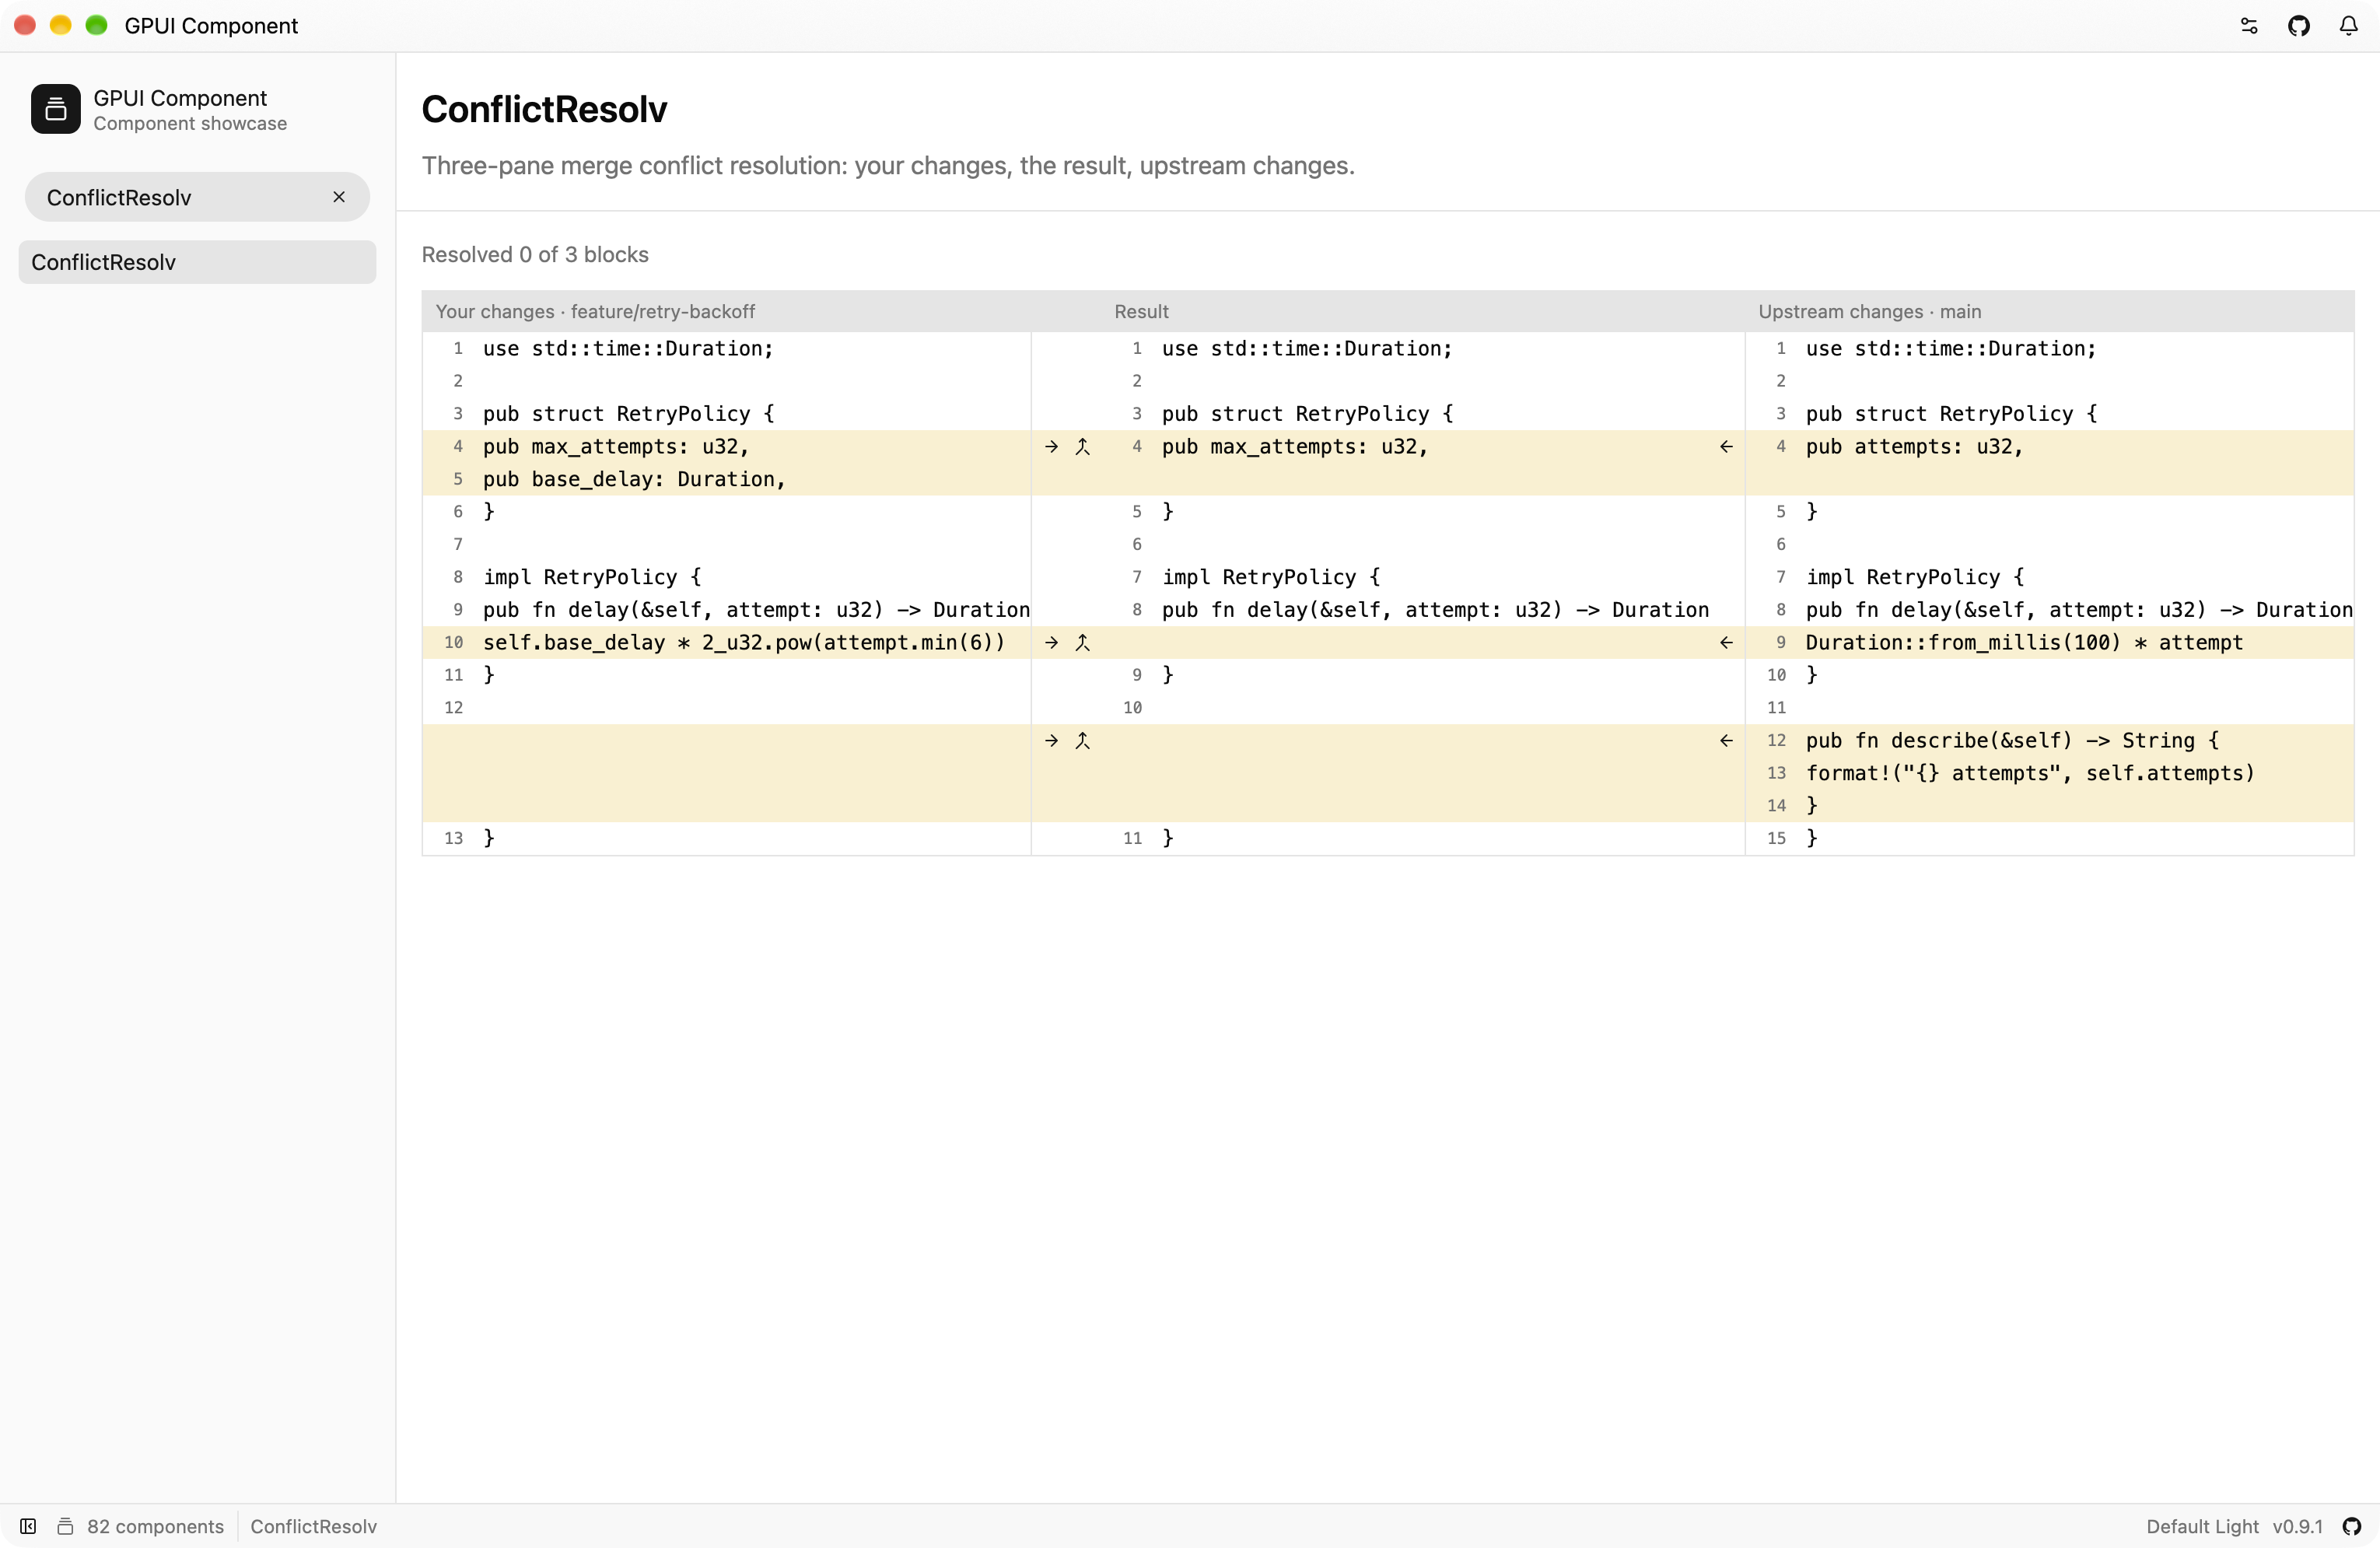 GPUI Component
GPUI Component
Component showcase
ConflictResolv
ConflictResolv
ConflictResolv
Three-pane merge conflict resolution: your changes, the result, upstream changes.
Resolved 0 of 3 blocks
Your changes · feature/retry-backoff
1 use std::time::Duration;
2
3 pub struct RetryPolicy {
4 pub max_attempts: u32,
5 pub base_delay: Duration,
6 }
7
8 impl RetryPolicy {
9 pub fn delay(&self, attempt: u32) -> Duration
10 self.base_delay * 2_u32.pow(attempt.min(6))
11 }
12
13 }
Result
1 use std::time::Duration;
2
3 pub struct RetryPolicy {
4 pub max_attempts: u32,
5 }
6
7 impl RetryPolicy {
8 pub fn delay(&self, attempt: u32) -> Duration
9 }
10
11 }
Upstream changes · main
1 use std::time::Duration;
2
3 pub struct RetryPolicy {
4 pub attempts: u32,
5 }
6
7 impl RetryPolicy {
8 pub fn delay(&self, attempt: u32) -> Duration
9 Duration::from_millis(100) * attempt
10 }
11
12 pub fn describe(&self) -> String {
13 format!("{} attempts", self.attempts)
14 }
15 }
82 components
ConflictResolv
Default Light
v0.9.1